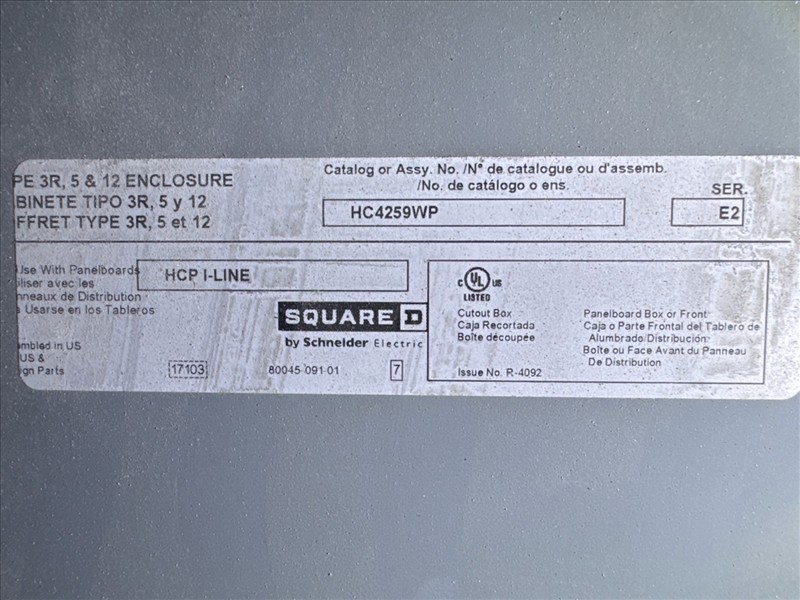 PE 3R, 5 & 12 ENCLOSURE
BINETE TIPO 3R, 5 y 12
FFRET TYPE 3R, 5 et 12
Catalog or Assy. No. /N° de catalogue ou d'assemb.
/No. de catálogo o ens.
HC4259WP
SER.
E2
Use With Panelboards
iliser avec les
nneaux de Distribution
Usarse en los Tableros
HCP I-LINE
SQUARE D
by Schneider Electric
mbled in US
US &
ign Parts
17103
80045 091 01
7
c UL us
LISTED
Cutout Box
Caja Recortada
Boîte découpée
Panelboard Box or Front
Caja o Parte Frontal del Tablero de
Alumbrado/Distribución
Boîte ou Face Avant du Panneau
De Distribution
Issue No. R-4092